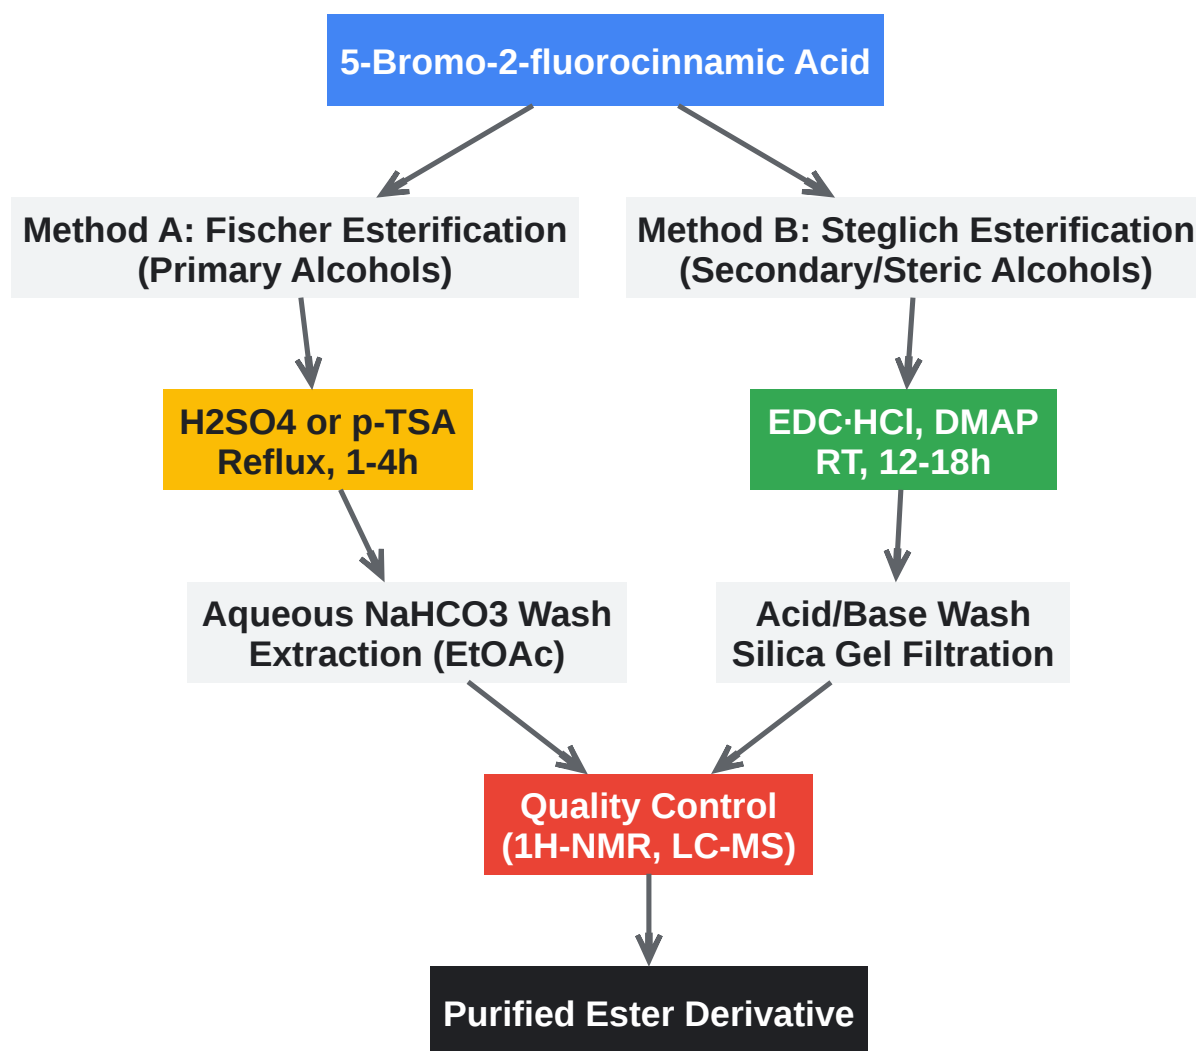 5-Bromo-2-fluorocinnamic Acid
Method A: Fischer Esterification
(Primary Alcohols)
Method B: Steglich Esterification
(Secondary/Steric Alcohols)
H2SO4 or p-TSA
Reflux, 1-4h
EDC·HCl, DMAP
RT, 12-18h
Aqueous NaHCO3 Wash
Extraction (EtOAc)
Acid/Base Wash
Silica Gel Filtration
Quality Control
(1H-NMR, LC-MS)
Purified Ester Derivative